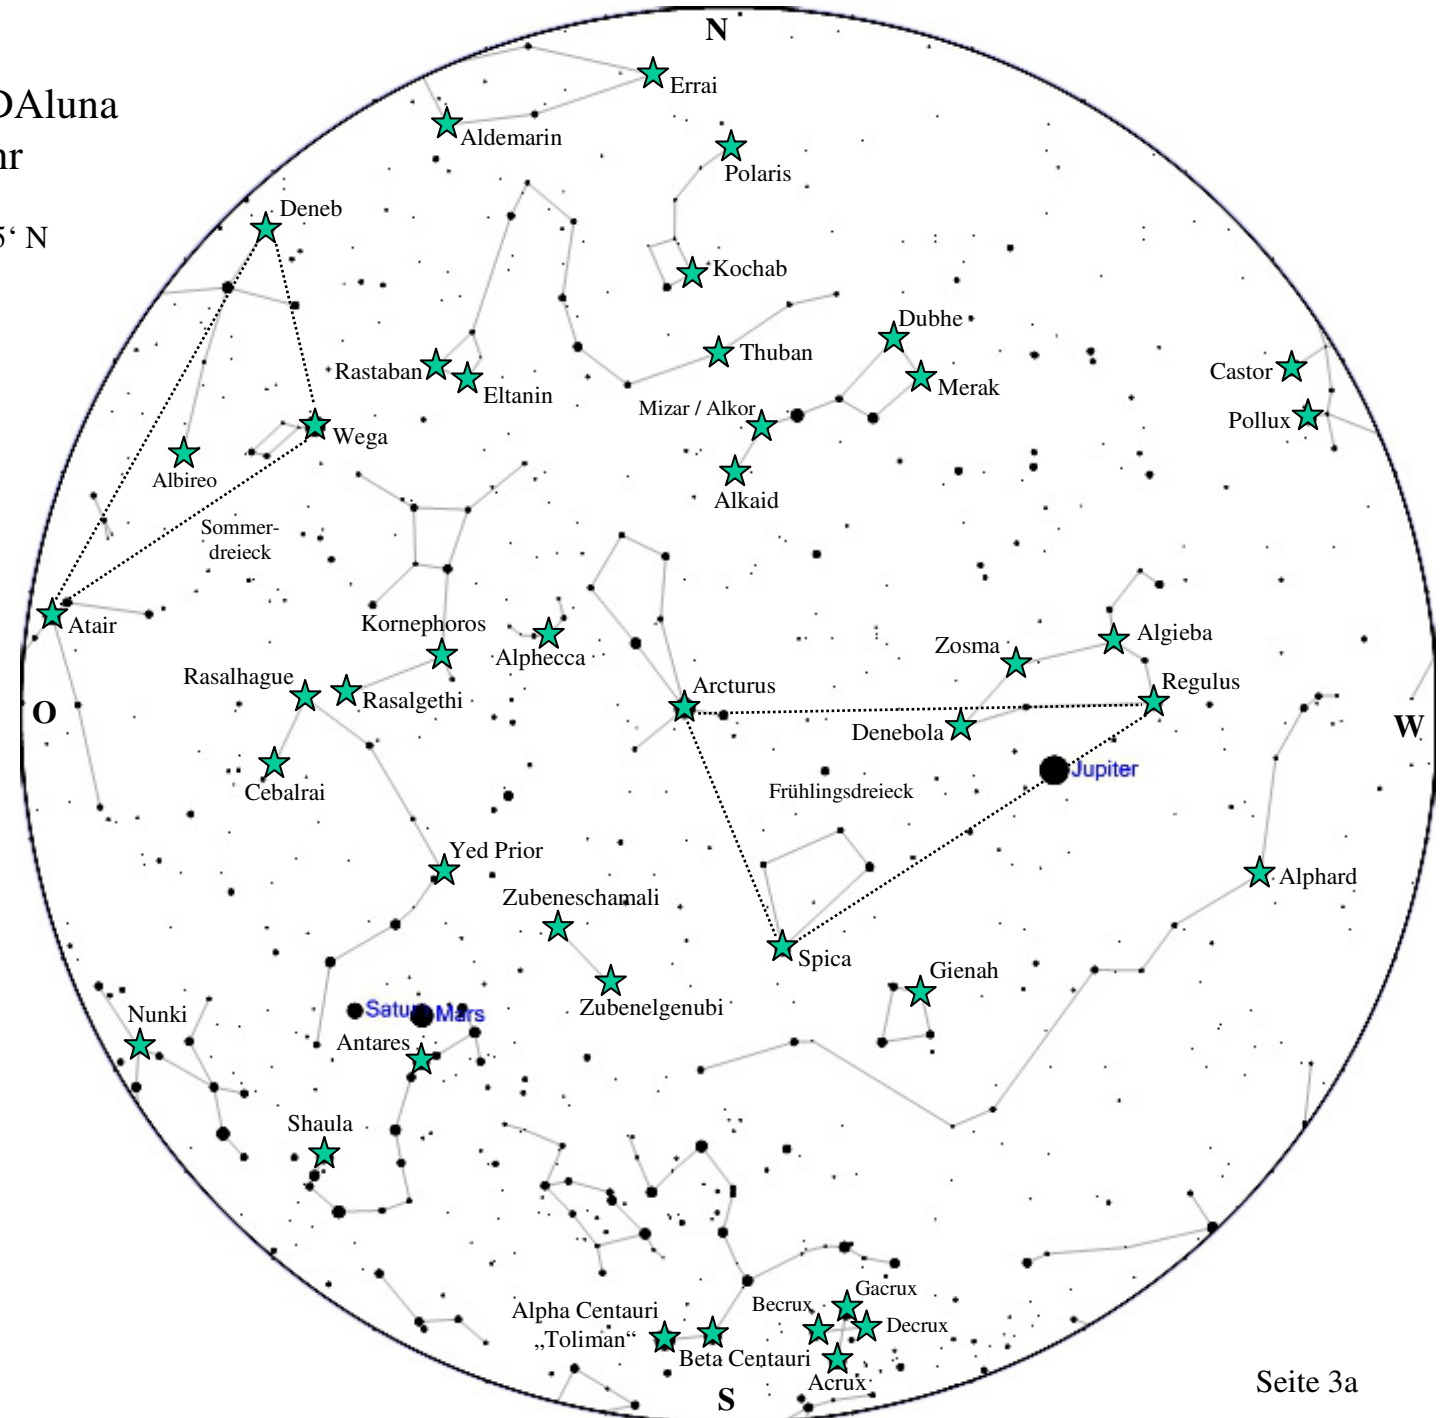 N
Errai
DAluna
Aldemarin
hr
Polaris
Deneb
5‘ N
Kochab
Dubhe
Thuban
Rastaban
Castor
Eltanin
Merak
Mizar / Alkor
Pollux
Wega
Albireo
Alkaid
Sommer-
dreieck
Atair
Kornephoros
Algieba
Zosma
Alphecca
Rasalhague
Arcturus
Regulus
Rasalgethi
O
W
Denebola
Jupiter
Cebalrai
Frühlingsdreieck
Yed Prior
Alphard
Zubeneschamali
Spica
Gienah
Zubenelgenubi
Saturn
Mars
Nunki
Antares
Shaula
Gacrux
Becrux
Alpha Centauri
„Toliman“
Decrux
Beta Centauri
Acrux
Seite 3a
S